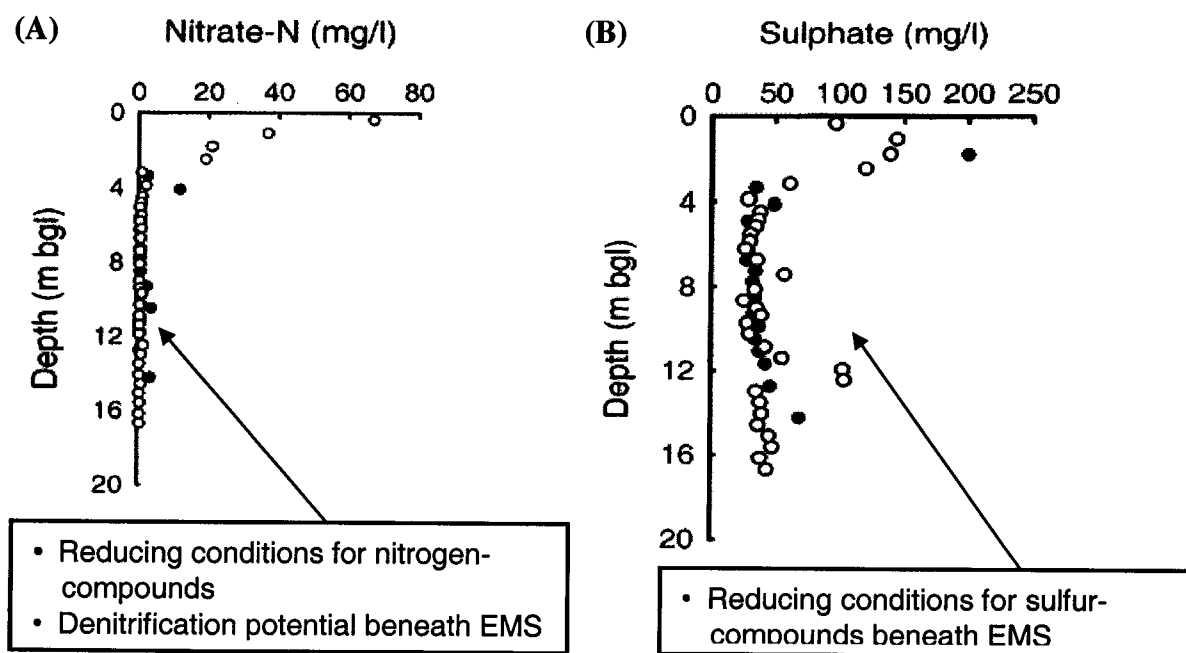 (A) Nitrate-N (mg/l)
0 20 40 60 80
0
4
8
12
16
20
Depth (m bgl)
• Reducing conditions for nitrogen-
compounds
• Denitrification potential beneath EMS
(B) Sulphate (mg/l)
0 50 100 150 200 250
0
4
8
12
16
20
Depth (m bgl)
• Reducing conditions for sulfur-
compounds beneath EMS